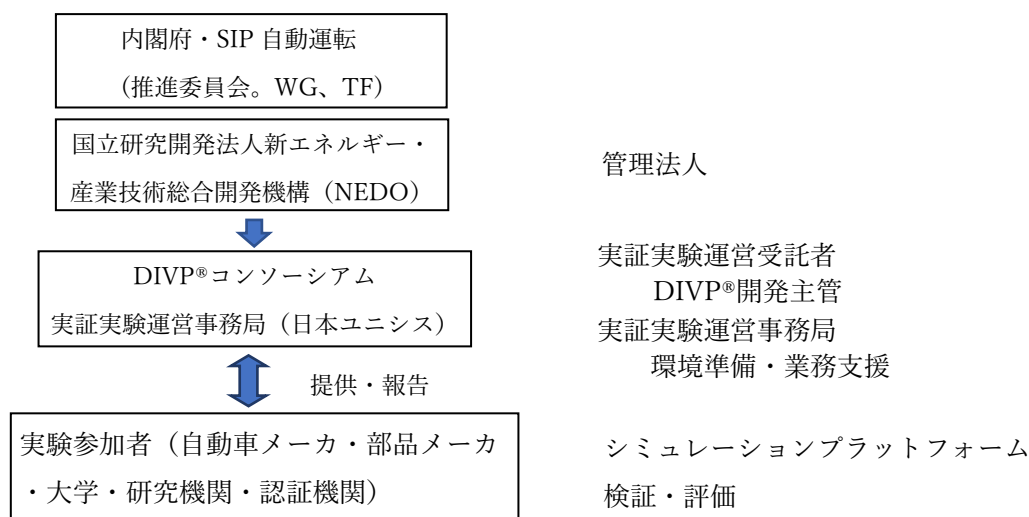 内閣府・SIP 自動運転
(推進委員会。WG、TF)
国立研究開発法人新エネルギー・
産業技術総合開発機構（NEDO）
管理法人
DIVP®コンソーシアム
実証実験運営事務局（日本ユニシス）
実証実験運営受託者
DIVP®開発主管
実証実験運営事務局
環境準備・業務支援
提供・報告
実験参加者（自動車メーカ・部品メーカ
・大学・研究機関・認証機関）
シミュレーションプラットフォーム
検証・評価